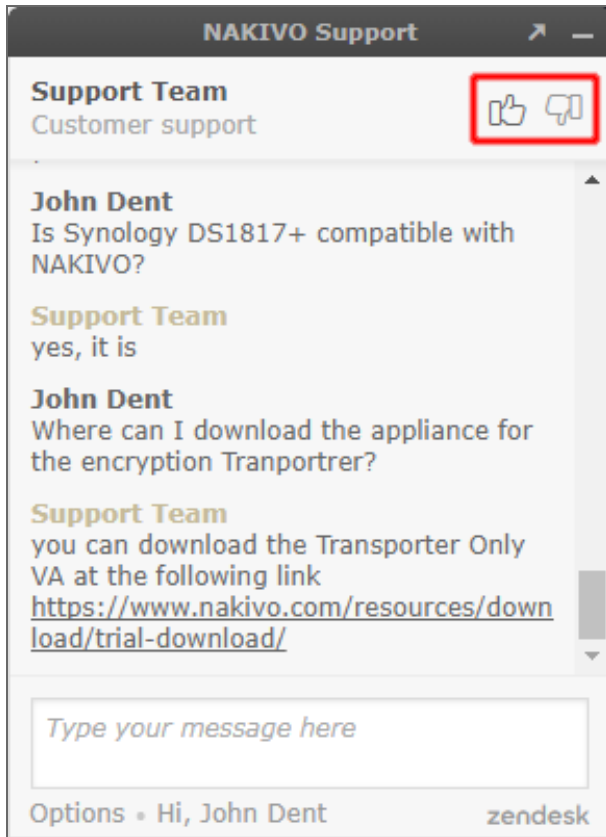 NAKIVO Support
Support Team
Customer support
John Dent
Is Synology DS1817+ compatible with
NAKIVO?
Support Team
yes, it is
John Dent
Where can I download the appliance for
the encryption Tranportrer?
Support Team
you can download the Transporter Only
VA at the following link
https://www.nakivo.com/resources/down
load/trial-download/
Type your message here
Options • Hi, John Dent
zendesk